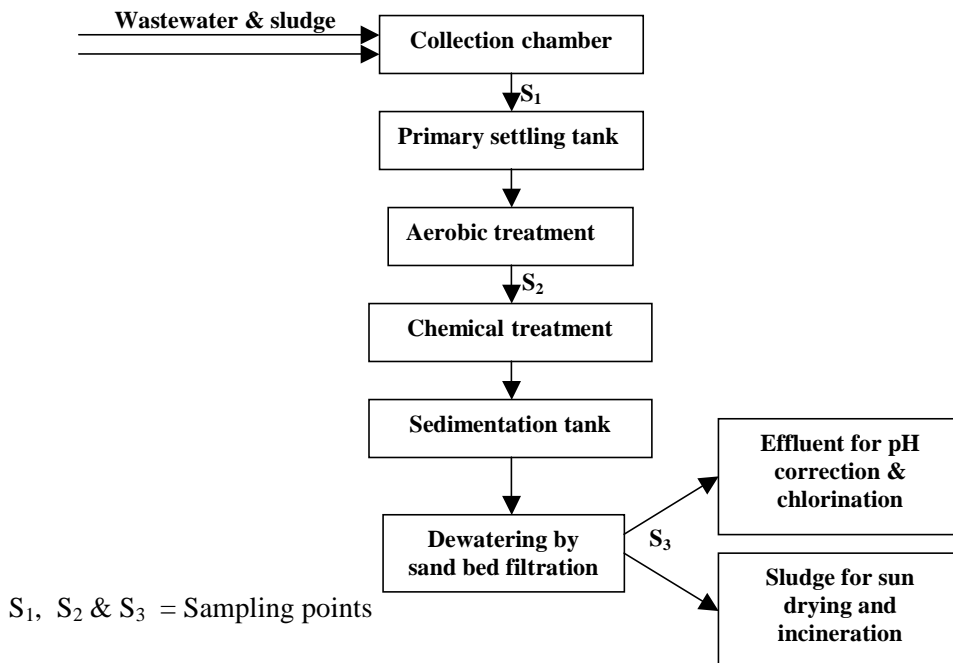 Wastewater & sludge
Collection chamber
S₁
Primary settling tank
Aerobic treatment
S₂
Chemical treatment
Sedimentation tank
Effluent for pH
correction &
chlorination
Dewatering by
sand bed filtration
S₃
Sludge for sun
drying and
incineration
S₁, S₂ & S₃ = Sampling points